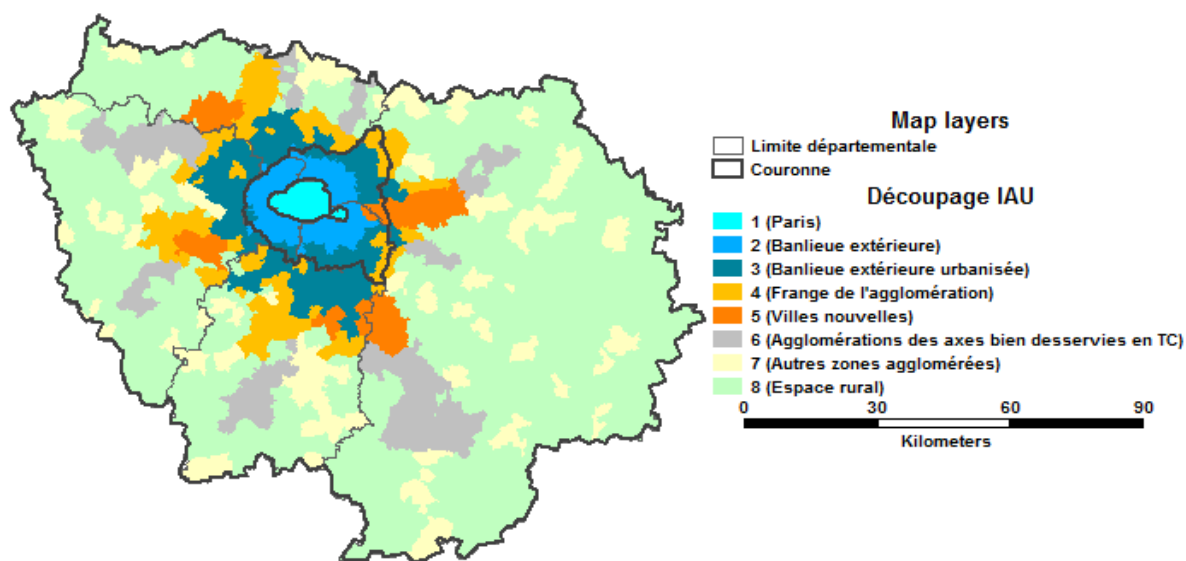 Map layers
Limite départementale
Couronne
Découpage IAU
1 (Paris)
2 (Banlieue extérieure)
3 (Banlieue extérieure urbanisée)
4 (Frange de l'agglomération)
5 (Villes nouvelles)
6 (Agglomérations des axes bien desservies en TC)
7 (Autres zones agglomérées)
8 (Espace rural)
0 30 60 90
Kilometers